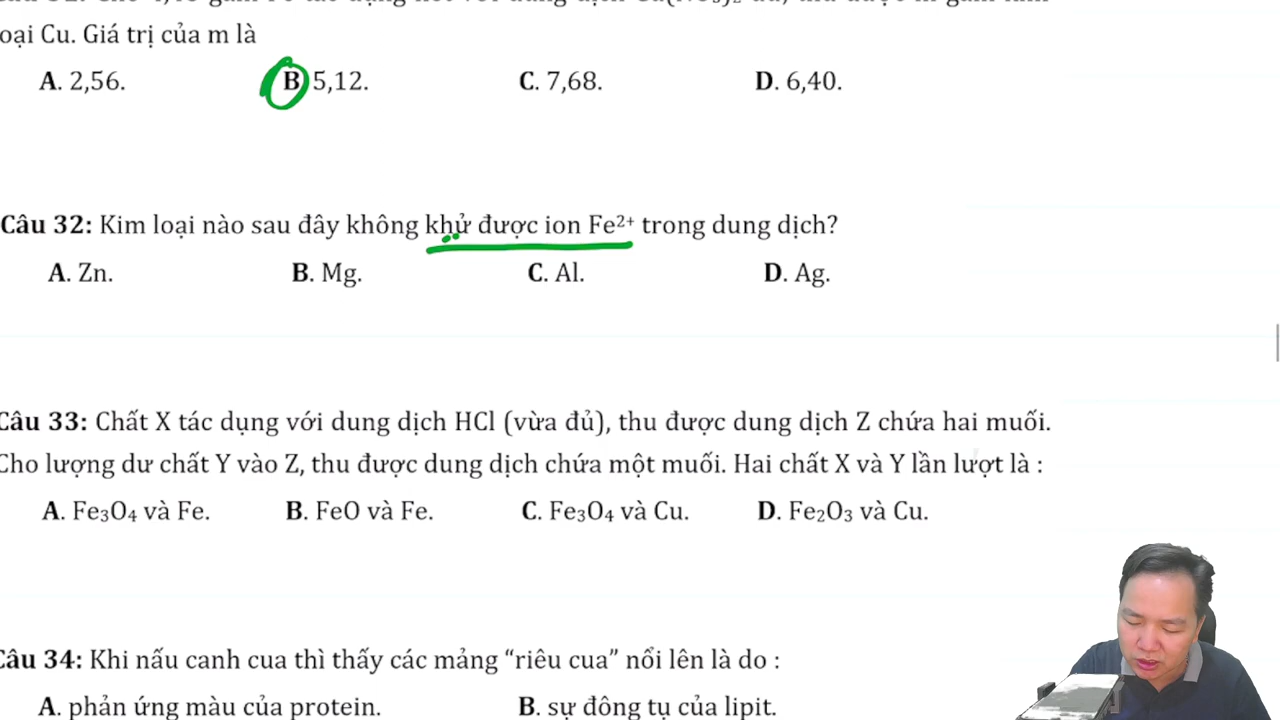 oại Cu. Giá trị của m là
A. 2,56. B. 5,12. C. 7,68. D. 6,40.
Câu 32: Kim loại nào sau đây không khử được ion Fe²⁺ trong dung dịch?
A. Zn. B. Mg. C. Al. D. Ag.
Câu 33: Chất X tác dụng với dung dịch HCl (vừa đủ), thu được dung dịch Z chứa hai muối.
Cho lượng dư chất Y vào Z, thu được dung dịch chứa một muối. Hai chất X và Y lần lượt là :
A. Fe₃O₄ và Fe. B. FeO và Fe. C. Fe₃O₄ và Cu. D. Fe₂O₃ và Cu.
Câu 34: Khi nấu canh cua thì thấy các mảng “riêu cua” nổi lên là do :
A. phản ứng màu của protein. B. sự đông tụ của lipit.